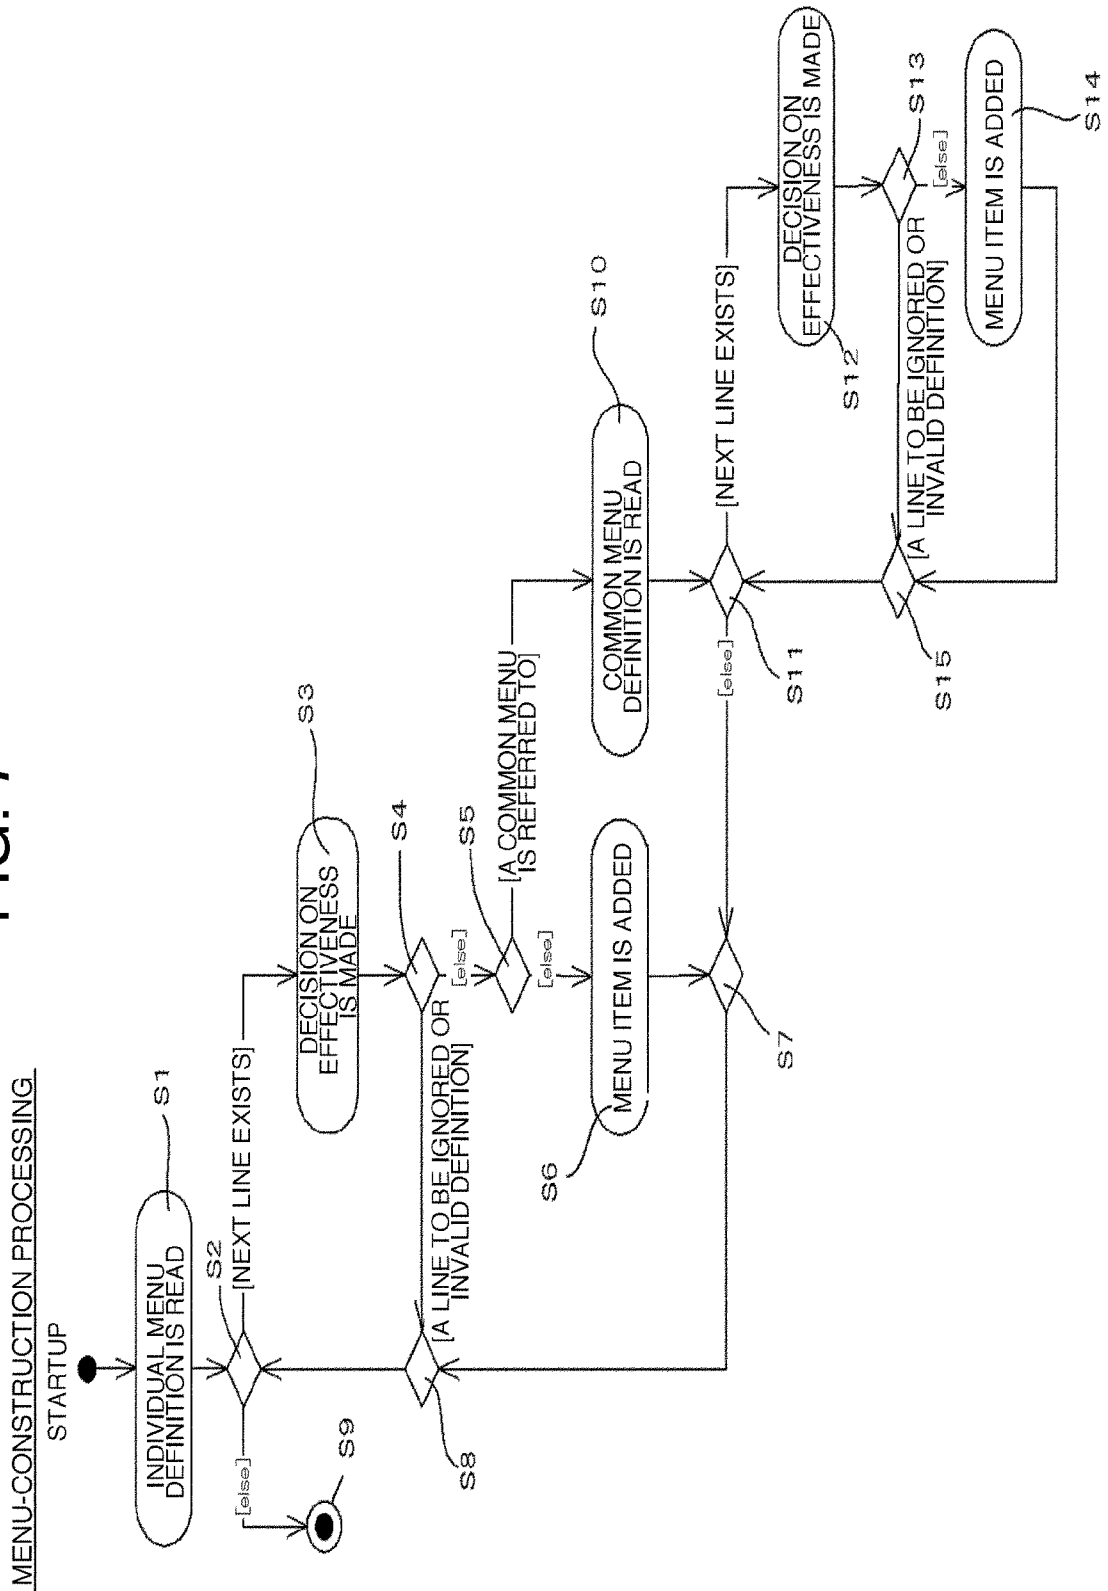 MENU-CONSTRUCTION PROCESSING
STARTUP
INDIVIDUAL MENU
DEFINITION IS READ
S1
S2
[NEXT LINE EXISTS]
[else]
S9
DECISION ON
EFFECTIVENESS
IS MADE
S3
S4
[else]
[A LINE TO BE IGNORED OR
INVALID DEFINITION]
S8
S5
[A COMMON MENU
IS REFERRED TO]
[else]
MENU ITEM IS ADDED
S6
S7
COMMON MENU
DEFINITION IS READ
S10
[NEXT LINE EXISTS]
S11
[else]
DECISION ON
EFFECTIVENESS IS MADE
S12
S13
[else]
[A LINE TO BE IGNORED OR
INVALID DEFINITION]
S15
MENU ITEM IS ADDED
S14